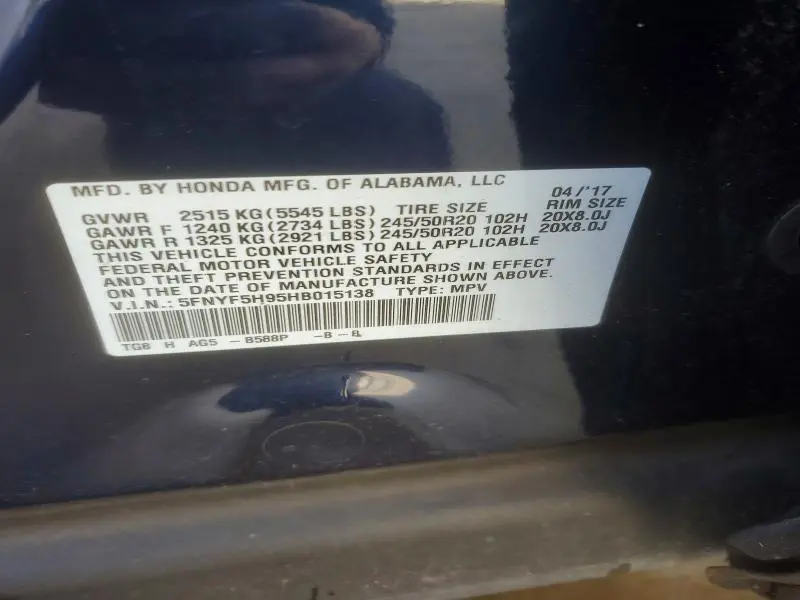 MFD. BY HONDA MFG. OF ALABAMA, LLC 04/'17
GVWR 2515 KG(5545 LBS) TIRE SIZE RIM SIZE
GAWR F 1240 KG(2734 LBS) 245/50R20 102H 20X8.0J
GAWR R 1325 KG(2921 LBS) 245/50R20 102H 20X8.0J
THIS VEHICLE CONFORMS TO ALL APPLICABLE
FEDERAL MOTOR VEHICLE SAFETY
AND THEFT PREVENTION STANDARDS IN EFFECT
ON THE DATE OF MANUFACTURE SHOWN ABOVE.
V.I.N.: 5FNYF5H95HB015138 TYPE: MPV
TG8 H AG5 -B588P -B -